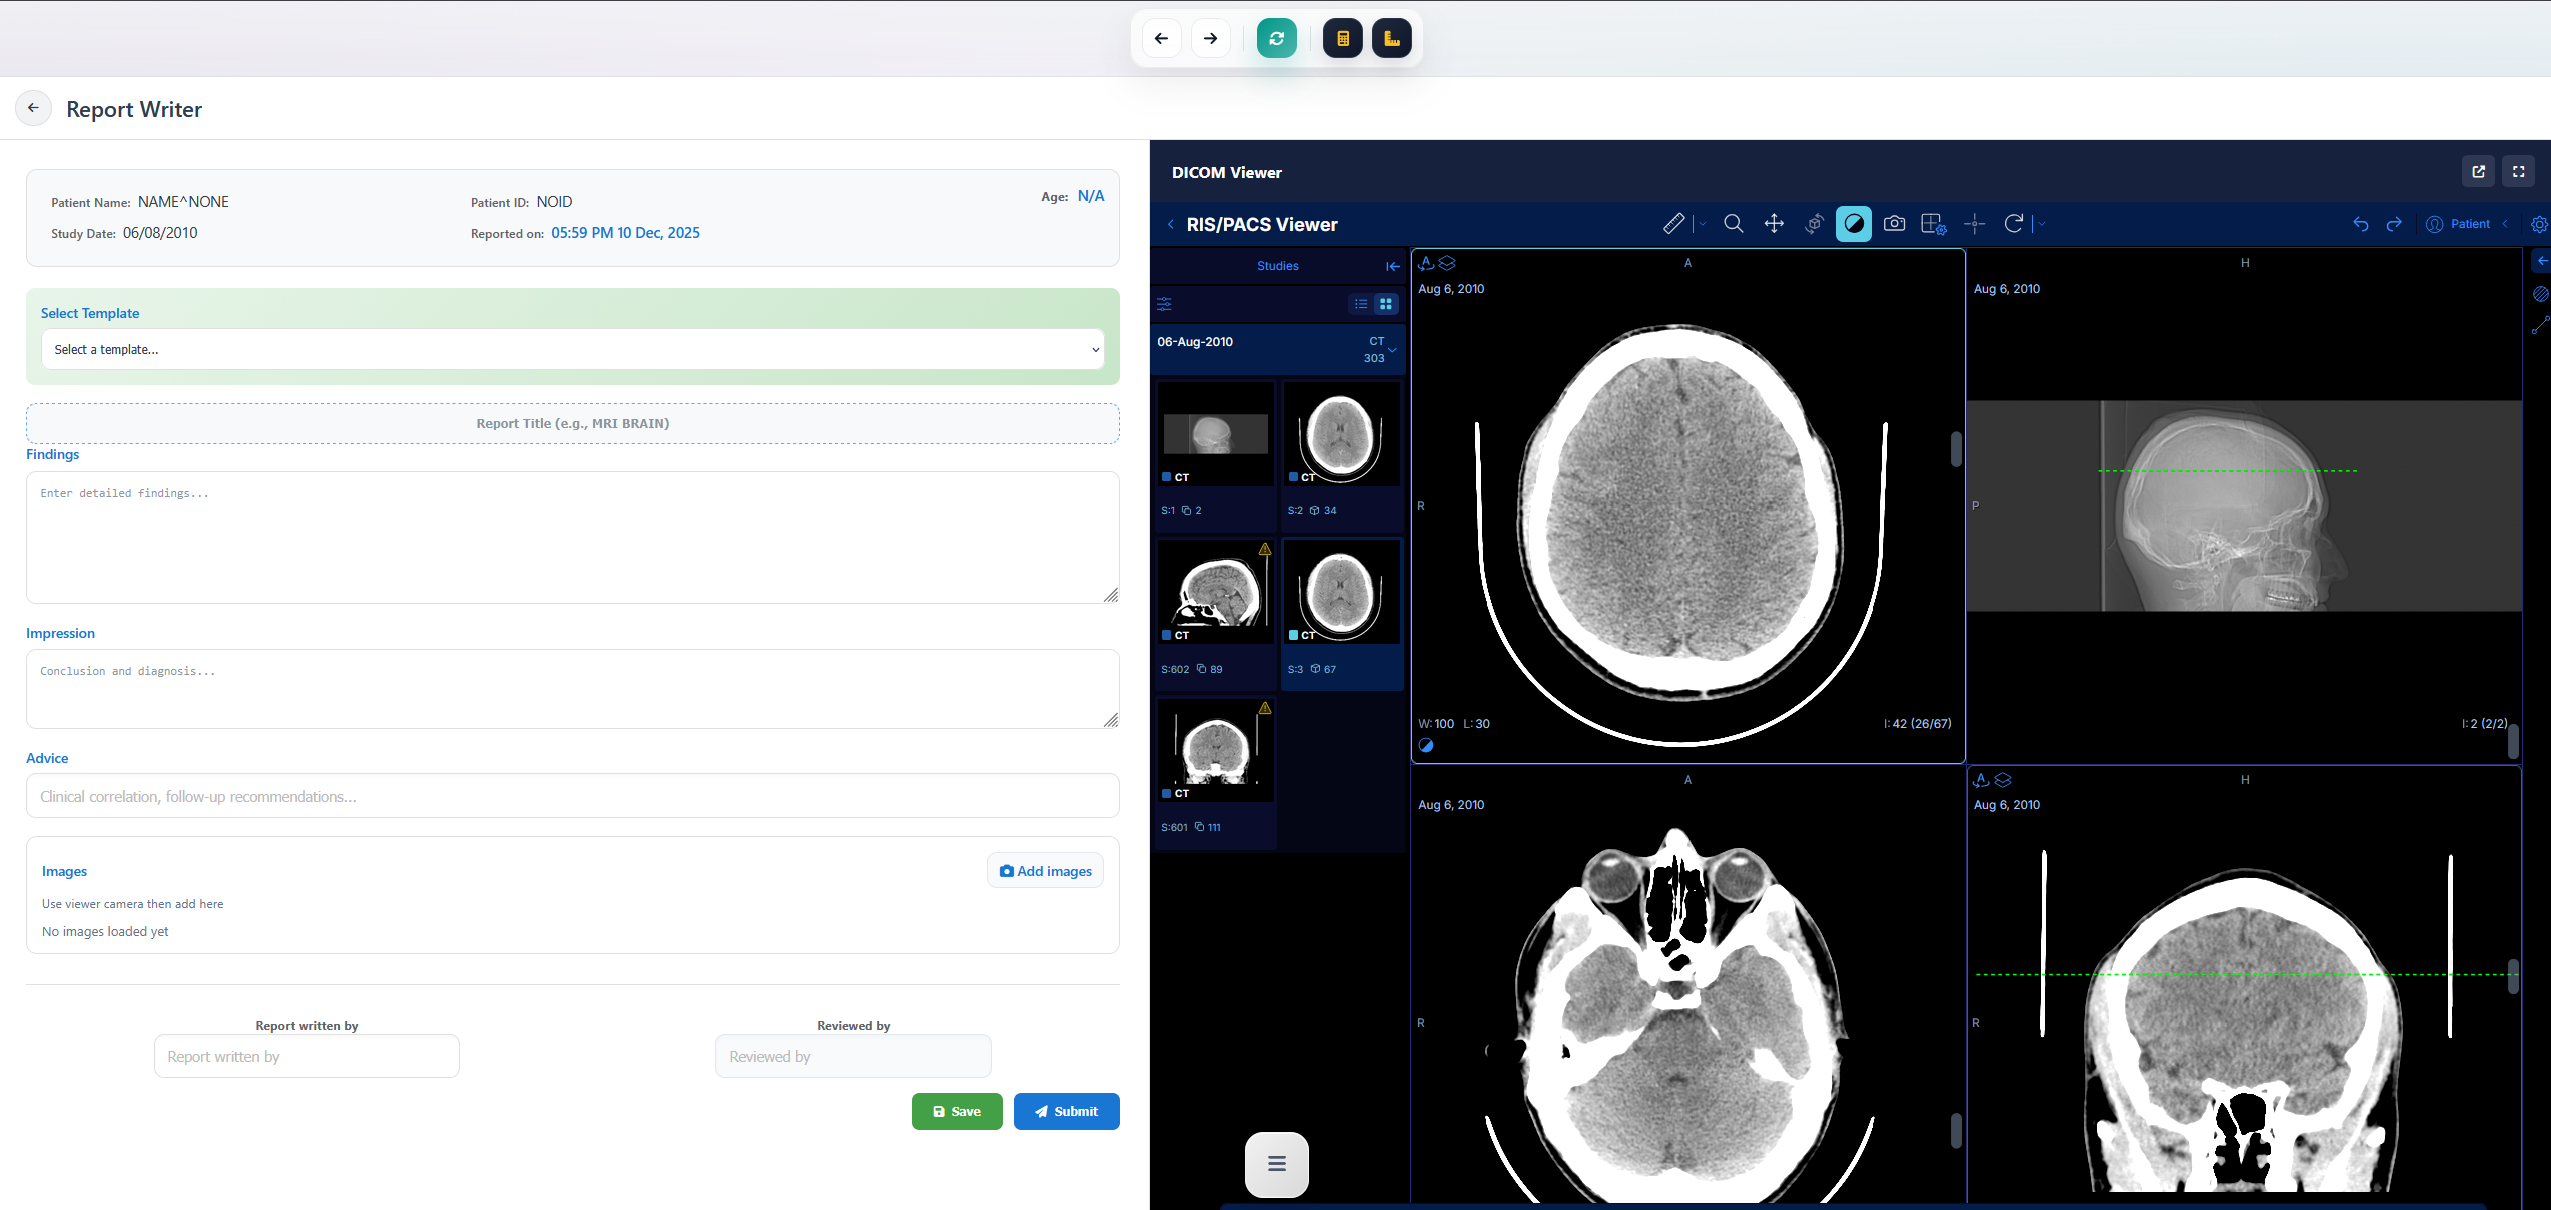 Report Writer
Patient Name: NAME^NONE
Patient ID: NOID
Age: N/A
Study Date: 06/08/2010
Reported on: 05:59 PM 10 Dec, 2025
Select Template
Select a template...
Report Title (e.g., MRI BRAIN)
Findings
Enter detailed findings...
Impression
Conclusion and diagnosis...
Advice
Clinical correlation, follow-up recommendations...
Images
Add images
Use viewer camera then add here
No images loaded yet
Report written by
Reviewed by
Report written by
Reviewed by
Save
Submit
DICOM Viewer
RIS/PACS Viewer
Patient
Studies
06-Aug-2010
CT
303
CT
CT
S:1 2
S:2 34
CT
CT
S:602 89
S:3 67
CT
S:601 111
A
A
Aug 6, 2010
R
W:100 L:30
I: 42 (26/67)
H
Aug 6, 2010
P
I: 2 (2/2)
A
Aug 6, 2010
R
A
H
Aug 6, 2010
R